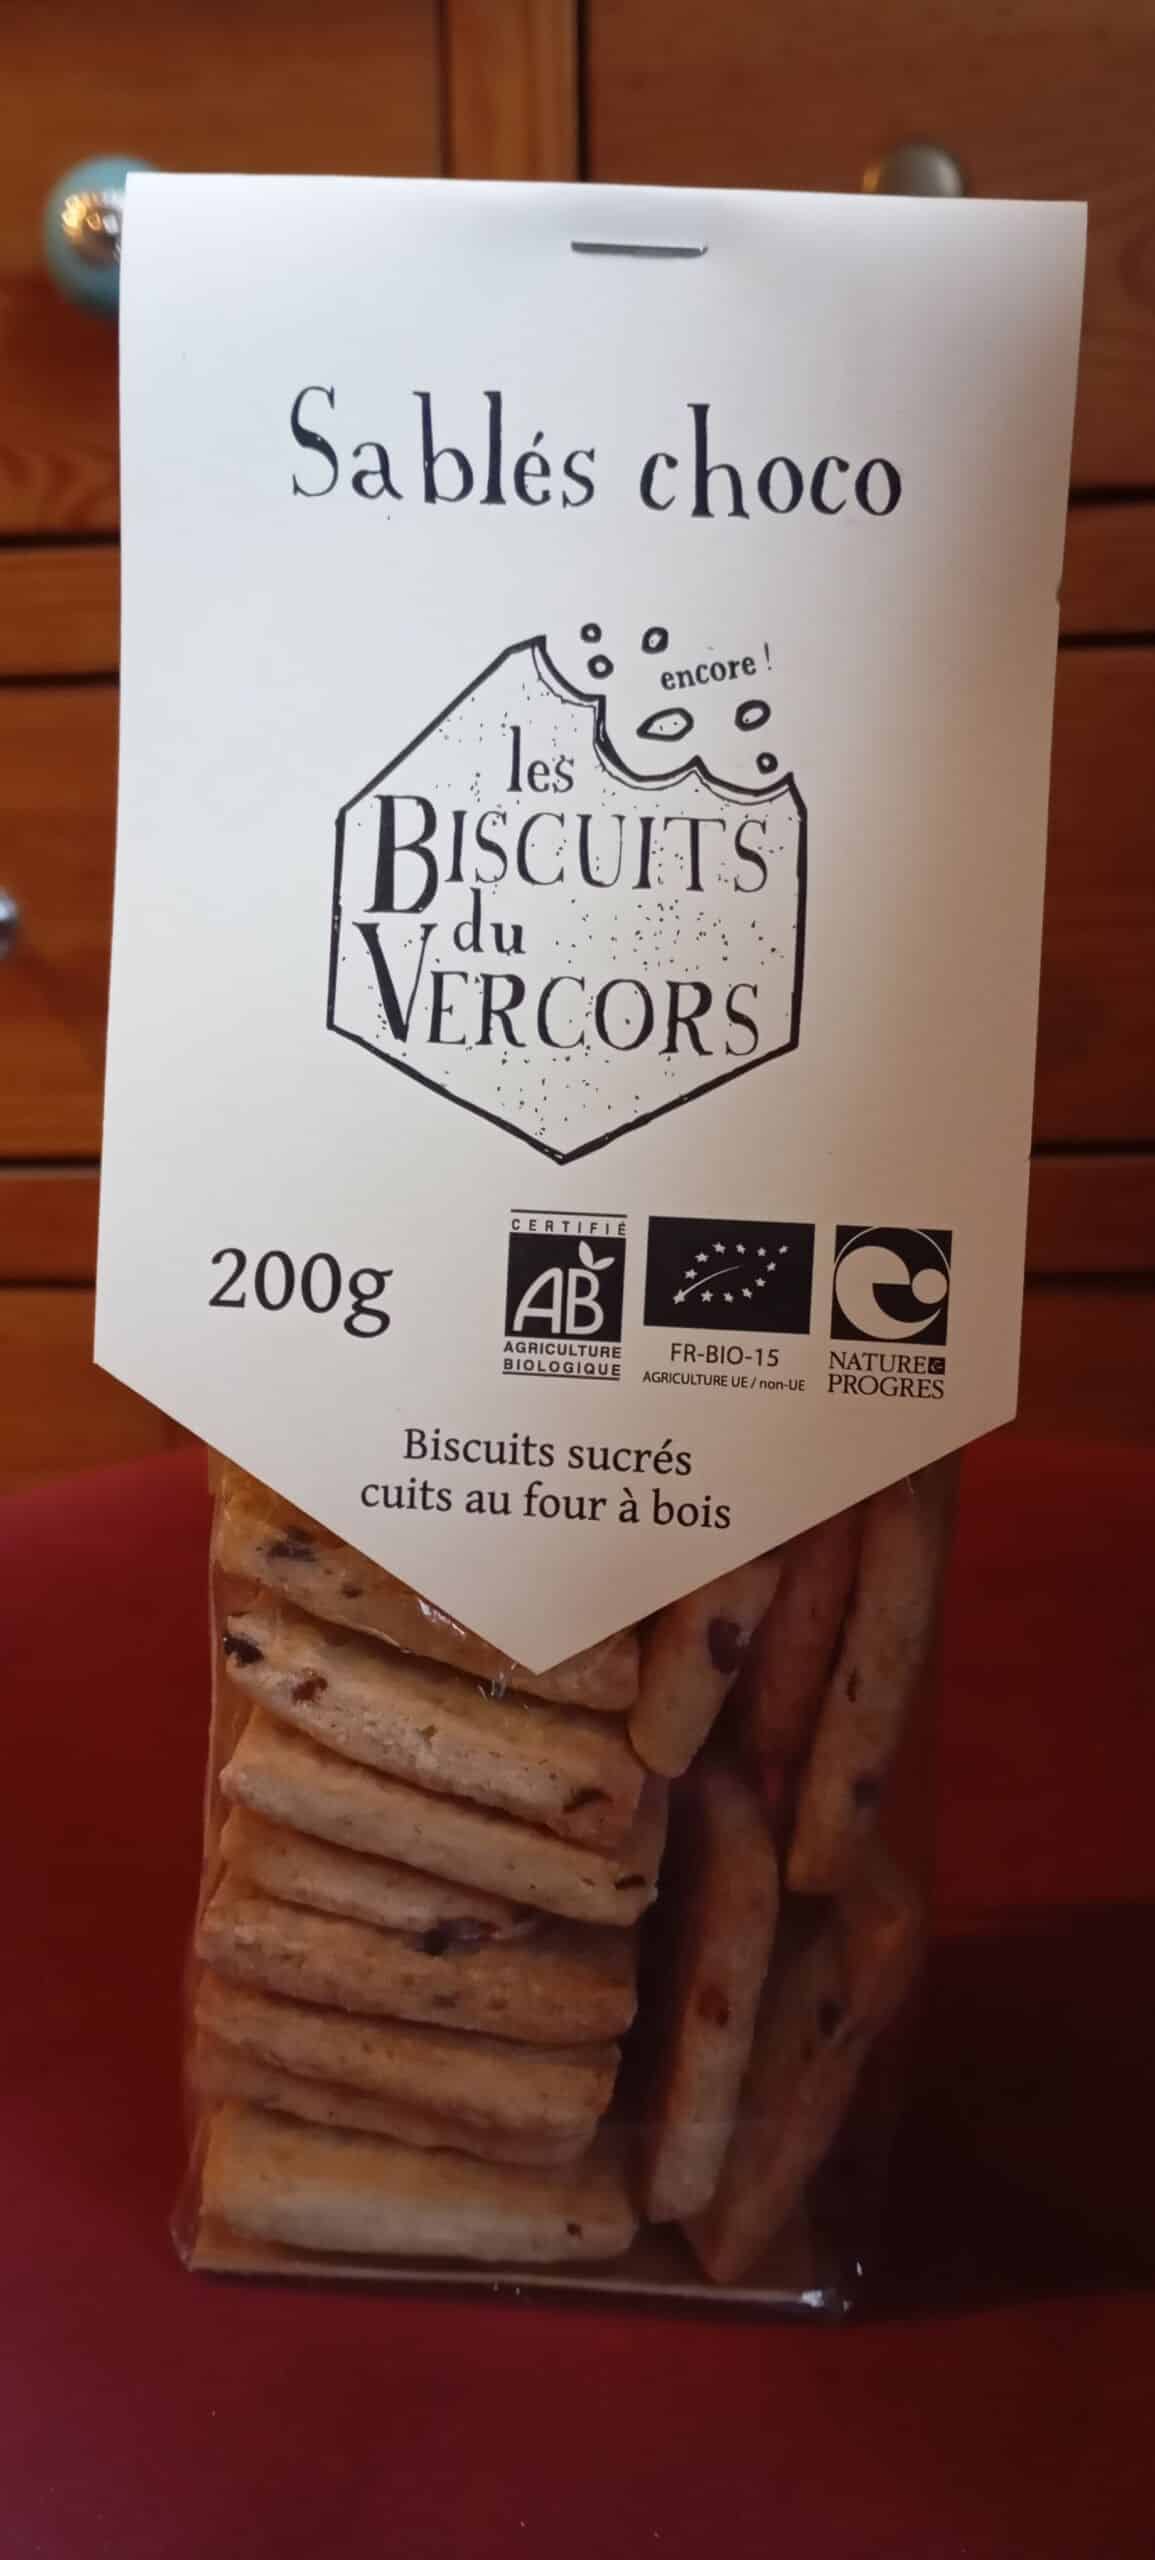 Sablés choco
encore !
les
BISCUITS
du
VERCORS
200g
CERTIFIÉ
AB
AGRICULTURE
BIOLOGIQUE
FR-BIO-15
AGRICULTURE UE / non-UE
NATURE e
PROGRES
Biscuits sucrés
cuits au four à bois